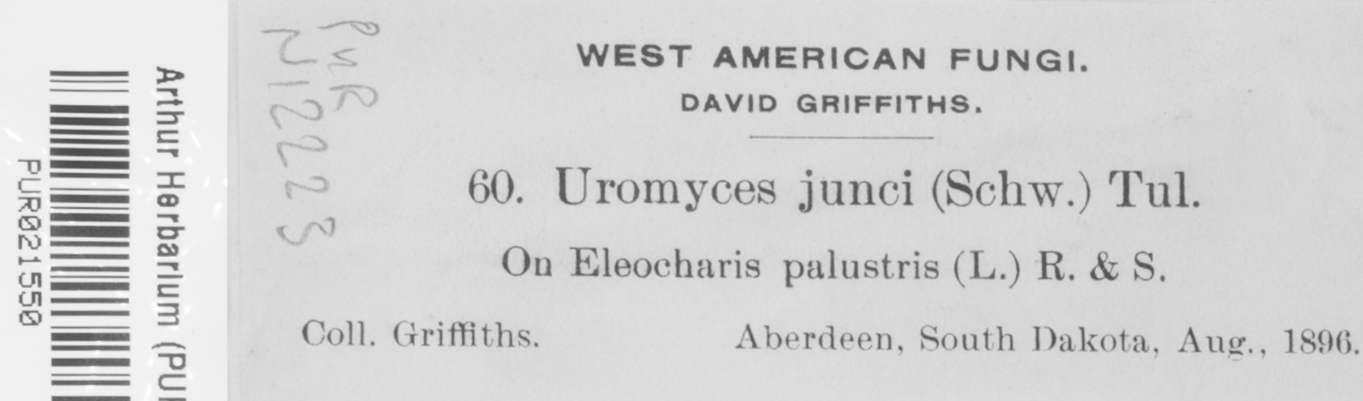 PUR021550
Arthur Herbarium (PU
PUR
N12223
WEST AMERICAN FUNGI.
DAVID GRIFFITHS.
60. Uromyces junci (Schw.) Tul.
On Eleocharis palustris (L.) R. & S.
Coll. Griffiths. Aberdeen, South Dakota, Aug., 1896.